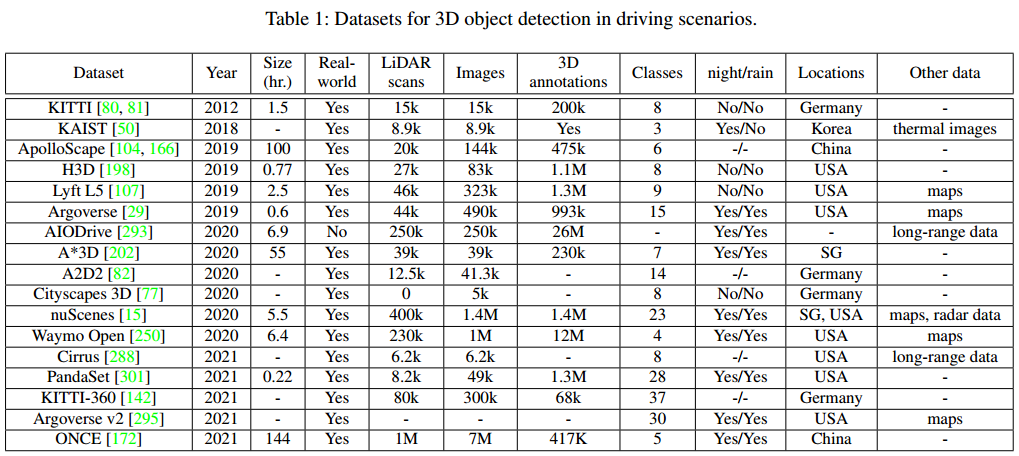 Table 1: Datasets for 3D object detection in driving scenarios.
Dataset Year Size (hr.) Real-world LiDAR scans Images 3D annotations Classes night/rain Locations Other data
KITTI [80, 81] 2012 1.5 Yes 15k 15k 200k 8 No/No Germany -
KAIST [50] 2018 - Yes 8.9k 8.9k Yes 3 Yes/No Korea thermal images
ApolloScape [104, 166] 2019 100 Yes 20k 144k 475k 6 -/- China -
H3D [198] 2019 0.77 Yes 27k 83k 1.1M 8 No/No USA -
Lyft L5 [107] 2019 2.5 Yes 46k 323k 1.3M 9 No/No USA maps
Argoverse [29] 2019 0.6 Yes 44k 490k 993k 15 Yes/Yes USA maps
AIODrive [293] 2020 6.9 No 250k 250k 26M - Yes/Yes - long-range data
A*3D [202] 2020 55 Yes 39k 39k 230k 7 Yes/Yes SG -
A2D2 [82] 2020 - Yes 12.5k 41.3k - 14 -/- Germany -
Cityscapes 3D [77] 2020 - Yes 0 5k - 8 No/No Germany -
nuScenes [15] 2020 5.5 Yes 400k 1.4M 1.4M 23 Yes/Yes SG, USA maps, radar data
Waymo Open [250] 2020 6.4 Yes 230k 1M 12M 4 Yes/Yes USA maps
Cirrus [288] 2021 - Yes 6.2k 6.2k - 8 -/- USA long-range data
PandaSet [301] 2021 0.22 Yes 8.2k 49k 1.3M 28 Yes/Yes USA -
KITTI-360 [142] 2021 - Yes 80k 300k 68k 37 -/- Germany -
Argoverse v2 [295] 2021 - Yes - - - 30 Yes/Yes USA maps
ONCE [172] 2021 144 Yes 1M 7M 417K 5 Yes/Yes China -